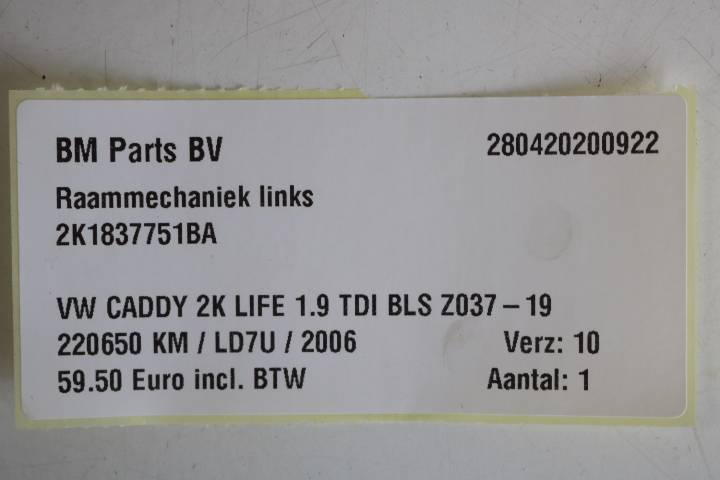 BM Parts BV 280420200922
Raammechaniek links
2K1837751BA
VW CADDY 2K LIFE 1.9 TDI BLS Z037 – 19
220650 KM / LD7U / 2006 Verz: 10
59.50 Euro incl. BTW Aantal: 1